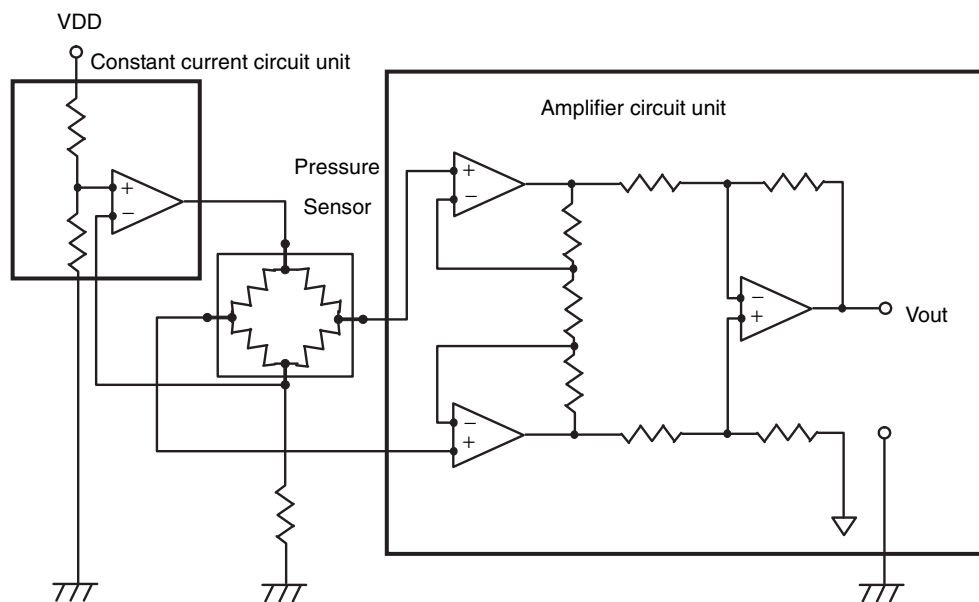 VDD
Constant current circuit unit
Amplifier circuit unit
Pressure
Sensor
+
−
+
−
−
+
Vout
−
+